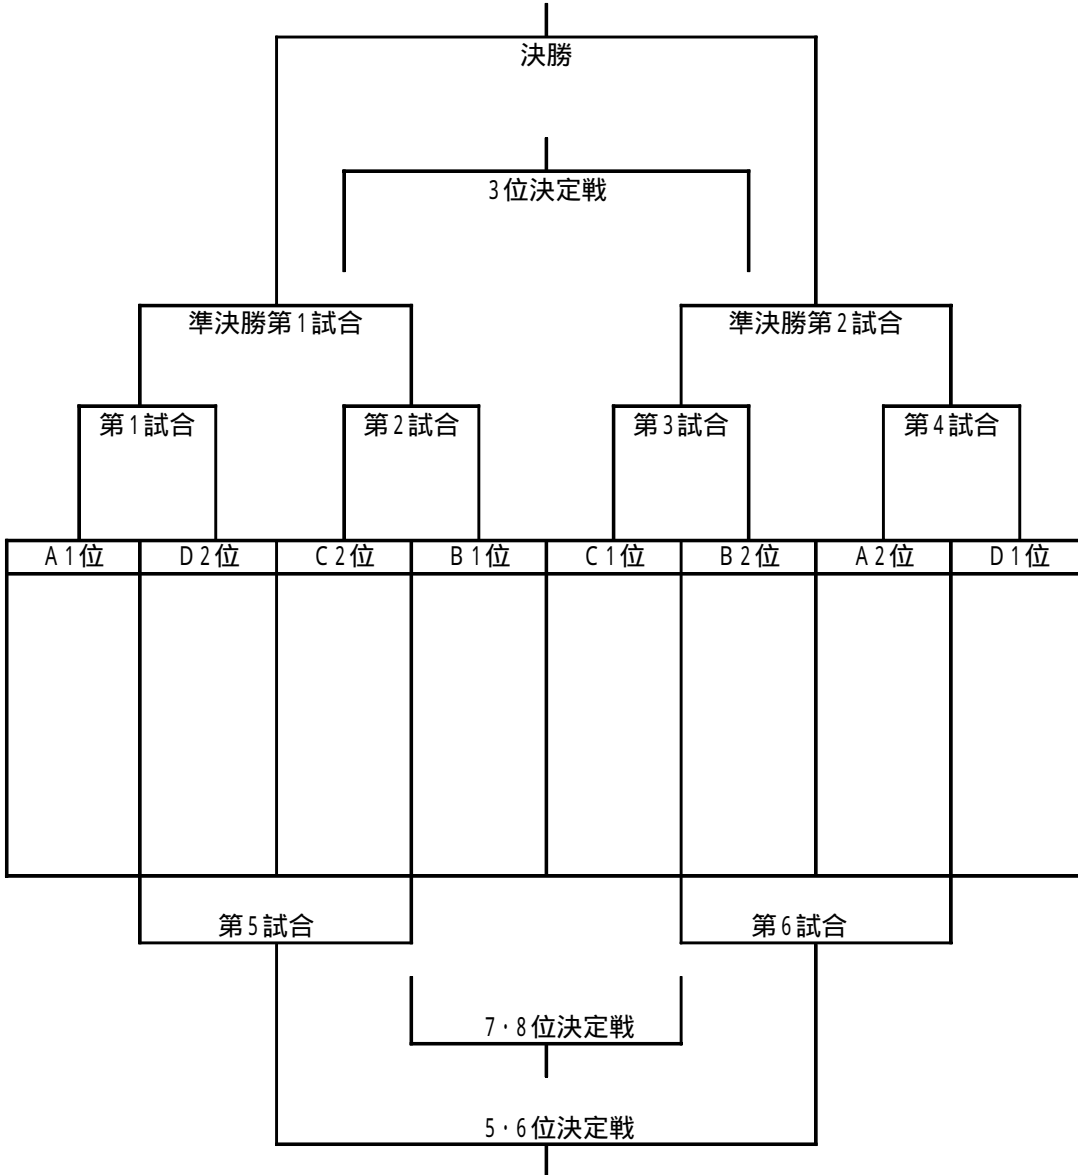 決勝
3位決定戦
準決勝第1試合
準決勝第2試合
第1試合
第2試合
第3試合
第4試合
A1位
D2位
C2位
B1位
C1位
B2位
A2位
D1位
第5試合
第6試合
7・8位決定戦
5・6位決定戦